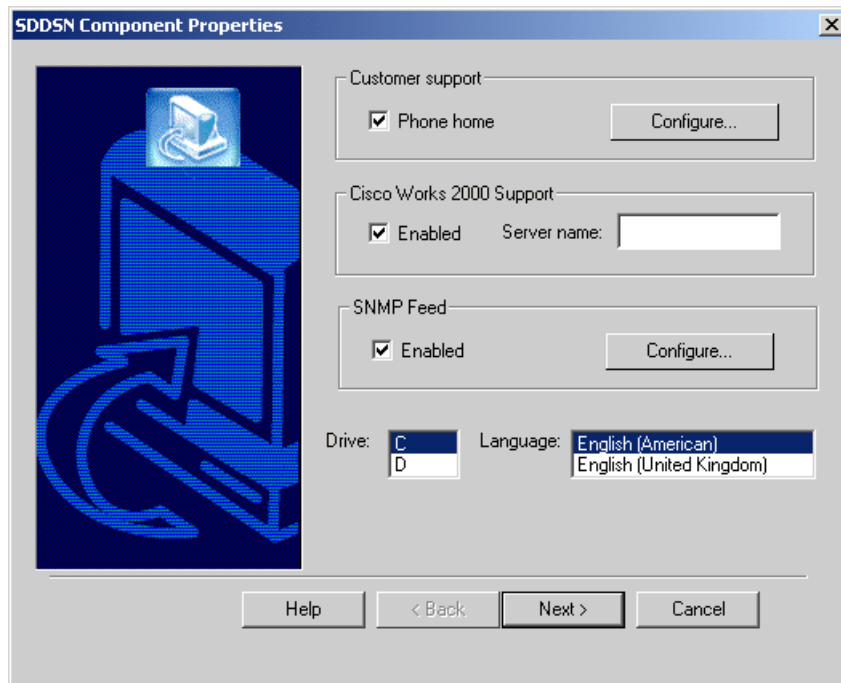 SDDSN Component Properties
Customer support
Phone home Configure...
Cisco Works 2000 Support
Enabled Server name:
SNMP Feed
Enabled Configure...
Drive: C Language: English (American)
D English (United Kingdom)
Help < Back Next > Cancel